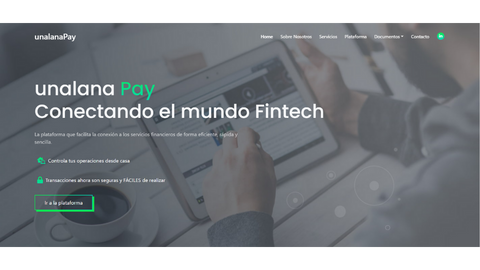 unalanaPay
Home Sobre Nosotros Servicios Plataforma Documentos Contacto
unalana Pay
Conectando el mundo Fintech
La plataforma que facilita la conexión a los servicios financieros de forma eficiente, rápida y
sencilla.
Controla tus operaciones desde casa
Transacciones ahora son seguras y FÁCILES de realizar
Ir a la plataforma